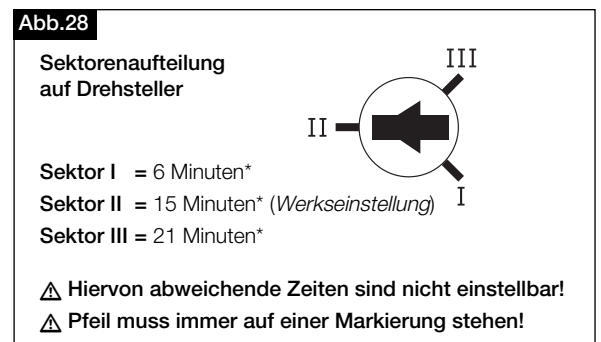 Abb.28
Sektorenaufteilung
auf Drehsteller
III
II
I
Sektor I = 6 Minuten*
Sektor II = 15 Minuten* (Werkseinstellung)
Sektor III = 21 Minuten*
⚠ Hiervon abweichende Zeiten sind nicht einstellbar!
⚠ Pfeil muss immer auf einer Markierung stehen!